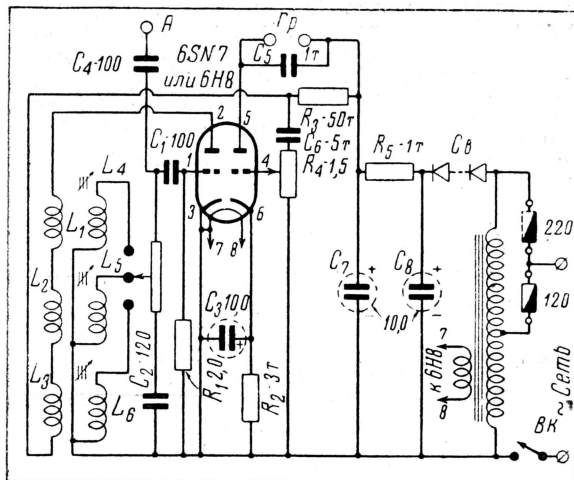 А
Гр
6SN7
или 6Н8
C5
1т
C4-100
2
5
R3-50т
C1-100
C6-5т
R4-1,5
R5-1т
Cв
1
4
L4
220
3
6
L1
7
8
L5
C7
+
C8
+
120
L2
C3 100
10,0
C2-120
+
7
R1 2,0
R2-3т
к 6Н8
L3
L6
8
~Сеть
Вк